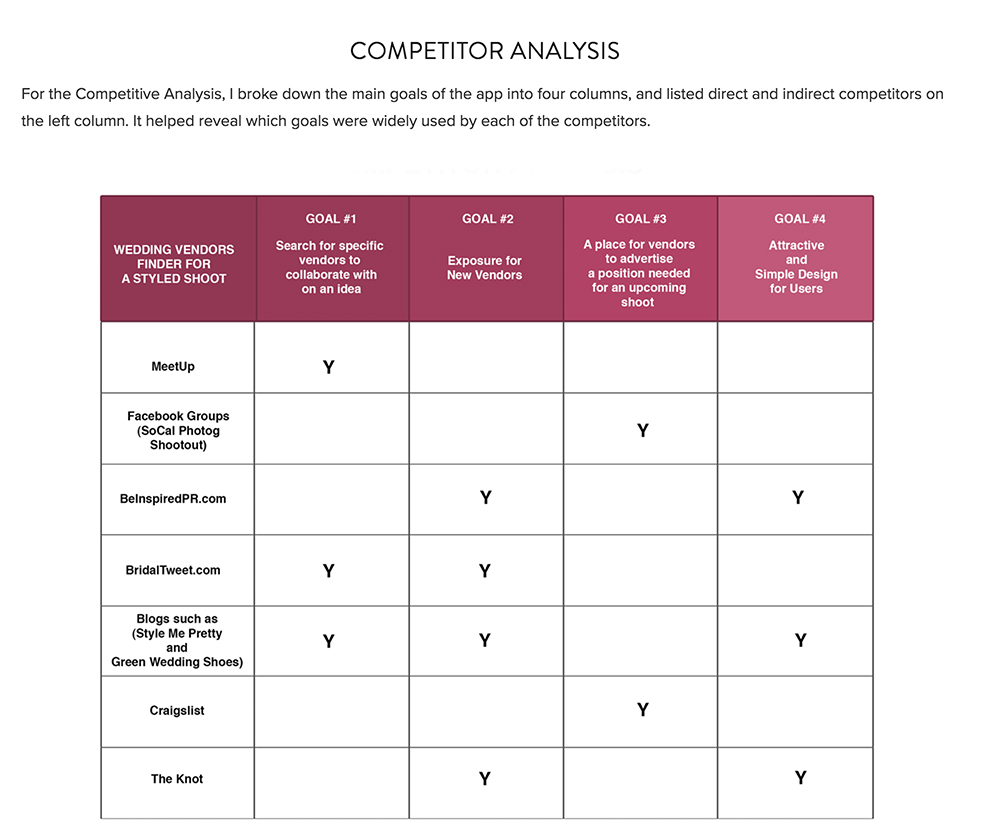 COMPETITOR ANALYSIS
For the Competitive Analysis, I broke down the main goals of the app into four columns, and listed direct and indirect competitors on
the left column. It helped reveal which goals were widely used by each of the competitors.
WEDDING VENDORS
FINDER FOR
A STYLED SHOOT
GOAL #1
Search for specific
vendors to
collaborate with
on an idea
GOAL #2
Exposure for
New Vendors
GOAL #3
A place for vendors
to advertise
a position needed
for an upcoming
shoot
GOAL #4
Attractive
and
Simple Design
for Users
MeetUp
Y
Facebook Groups
(SoCal Photog
Shootout)
Y
BeInspiredPR.com
Y
Y
BridalTweet.com
Y
Y
Blogs such as
(Style Me Pretty
and
Green Wedding Shoes)
Y
Y
Y
Craigslist
Y
The Knot
Y
Y